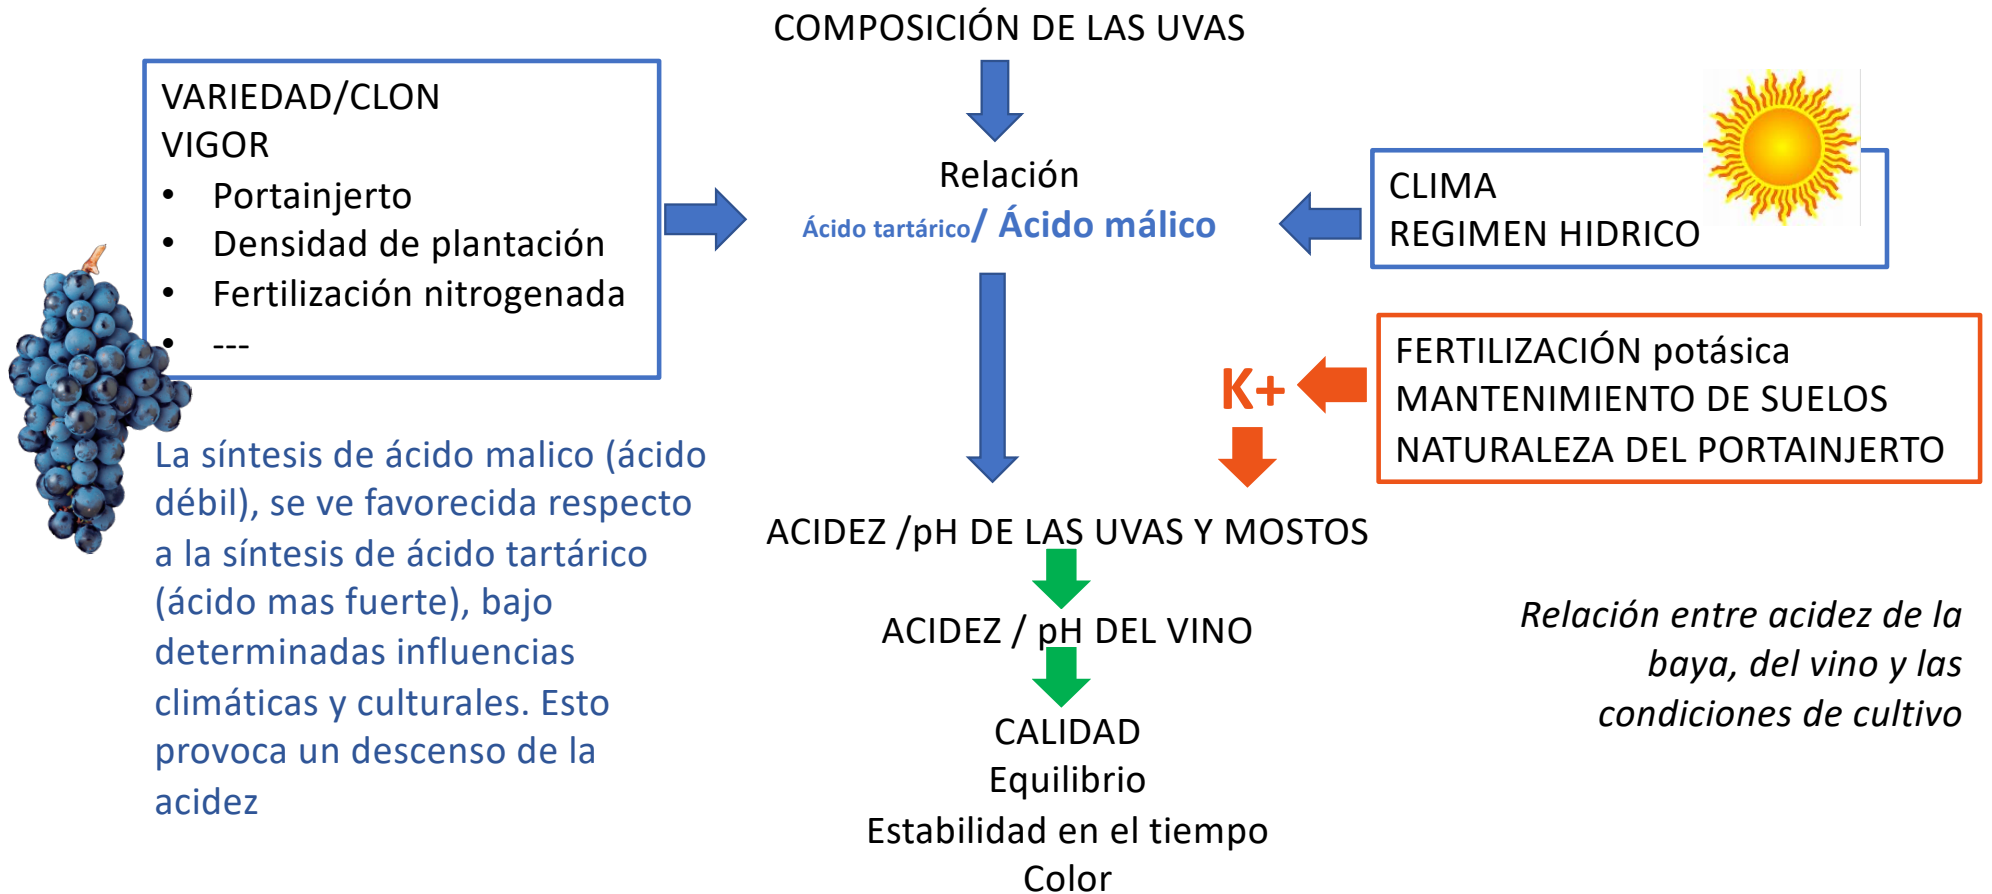 COMPOSICIÓN DE LAS UVAS
VARIEDAD/CLON
VIGOR
• Portainjerto
• Densidad de plantación
• Fertilización nitrogenada
• ---
Relación
Ácido tartárico/ Ácido málico
CLIMA
REGIMEN HIDRICO
K+
FERTILIZACIÓN potásica
MANTENIMIENTO DE SUELOS
NATURALEZA DEL PORTAINJERTO
La síntesis de ácido malico (ácido
débil), se ve favorecida respecto
a la síntesis de ácido tartárico
(ácido mas fuerte), bajo
determinadas influencias
climáticas y culturales. Esto
provoca un descenso de la
acidez
ACIDEZ /pH DE LAS UVAS Y MOSTOS
ACIDEZ / pH DEL VINO
CALIDAD
Equilibrio
Estabilidad en el tiempo
Color
Relación entre acidez de la
baya, del vino y las
condiciones de cultivo